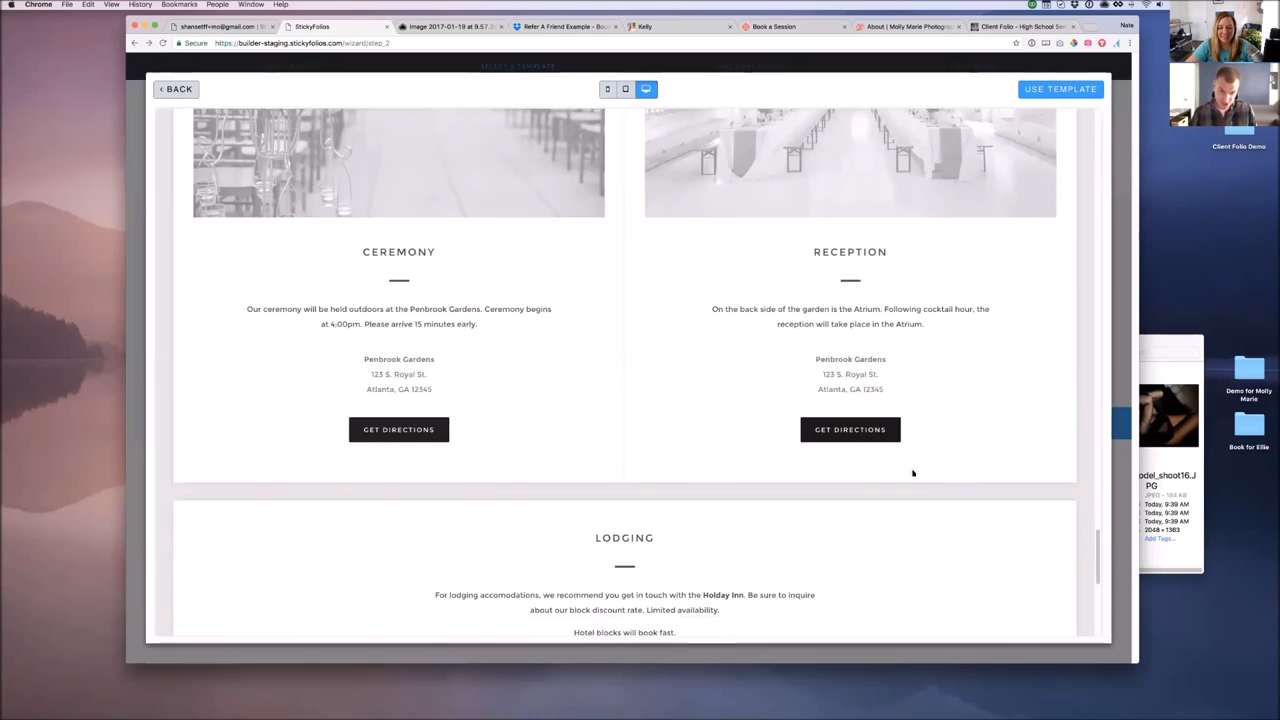 Chrome File Edit View History Bookmarks People Window Help
shansetff+mo@gmail.com | St
StickyFolios
Image 2017-01-19 at 9.57.3
Refer A Friend Example - Bou
Kelly
Book a Session
About | Molly Marie Photogra
Client Folio - High School Sen
Nate
Secure https://builder-staging.stickyfolios.com/wizard/step_2
SELECT A TEMPLATE
‹ BACK
USE TEMPLATE
Client Folio Demo
CEREMONY
Our ceremony will be held outdoors at the Penbrook Gardens. Ceremony begins
at 4:00pm. Please arrive 15 minutes early.
Penbrook Gardens
123 S. Royal St.
Atlanta, GA 12345
GET DIRECTIONS
RECEPTION
On the back side of the garden is the Atrium. Following cocktail hour, the
reception will take place in the Atrium.
Penbrook Gardens
123 S. Royal St.
Atlanta, GA 12345
GET DIRECTIONS
Demo for Molly
Marie
Book for Ellie
odel_shoot16.J
PG
JPEG - 164 KB
Today, 9:39 AM
Today, 9:39 AM
Today, 9:39 AM
2048 × 1363
Add Tags...
LODGING
For lodging accomodations, we recommend you get in touch with the Holday Inn. Be sure to inquire
about our block discount rate. Limited availability.
Hotel blocks will book fast.